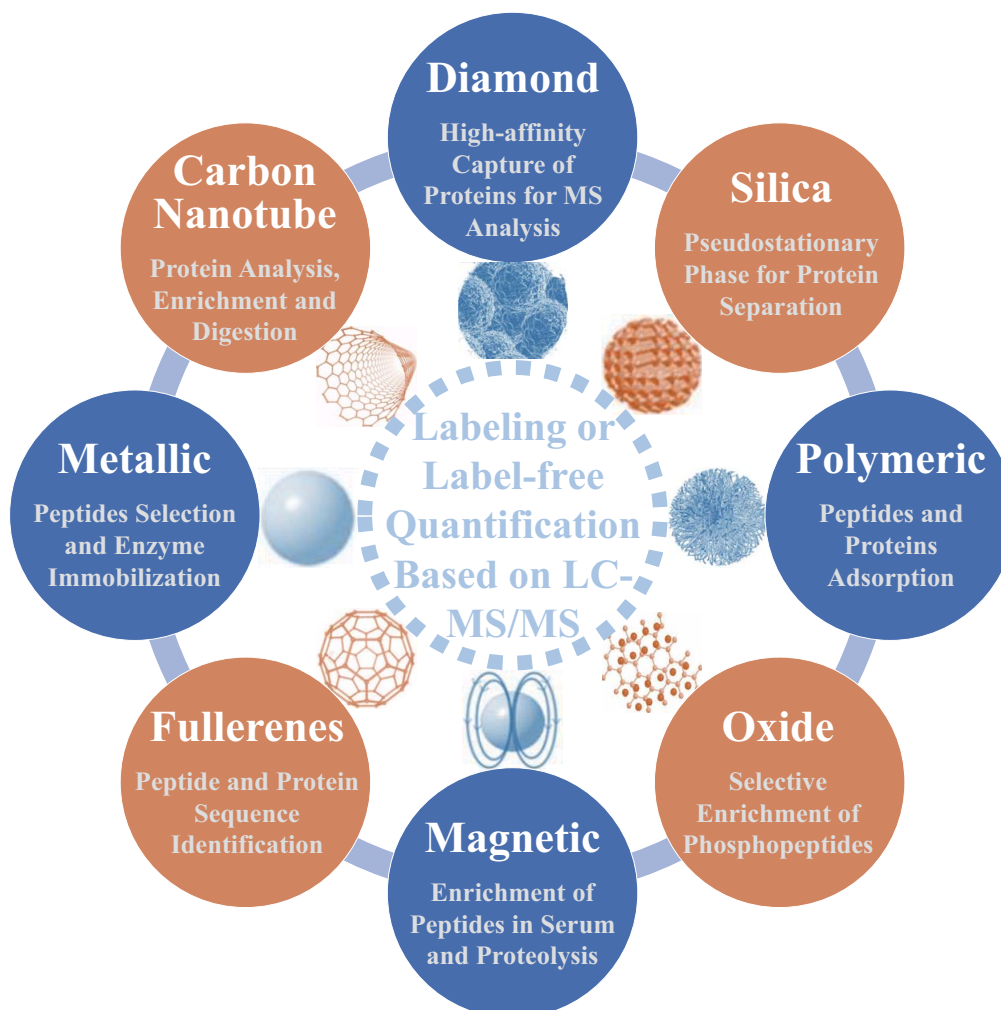 Diamond
High-affinity
Capture of
Proteins for MS
Analysis
Silica
Pseudostationary
Phase for Protein
Separation
Polymeric
Peptides and
Proteins
Adsorption
Oxide
Selective
Enrichment of
Phosphopeptides
Magnetic
Enrichment of
Peptides in Serum
and Proteolysis
Fullerenes
Peptide and Protein
Sequence
Identification
Metallic
Peptides Selection
and Enzyme
Immobilization
Carbon
Nanotube
Protein Analysis,
Enrichment and
Digestion
Labeling or
Label-free
Quantification
Based on LC-
MS/MS